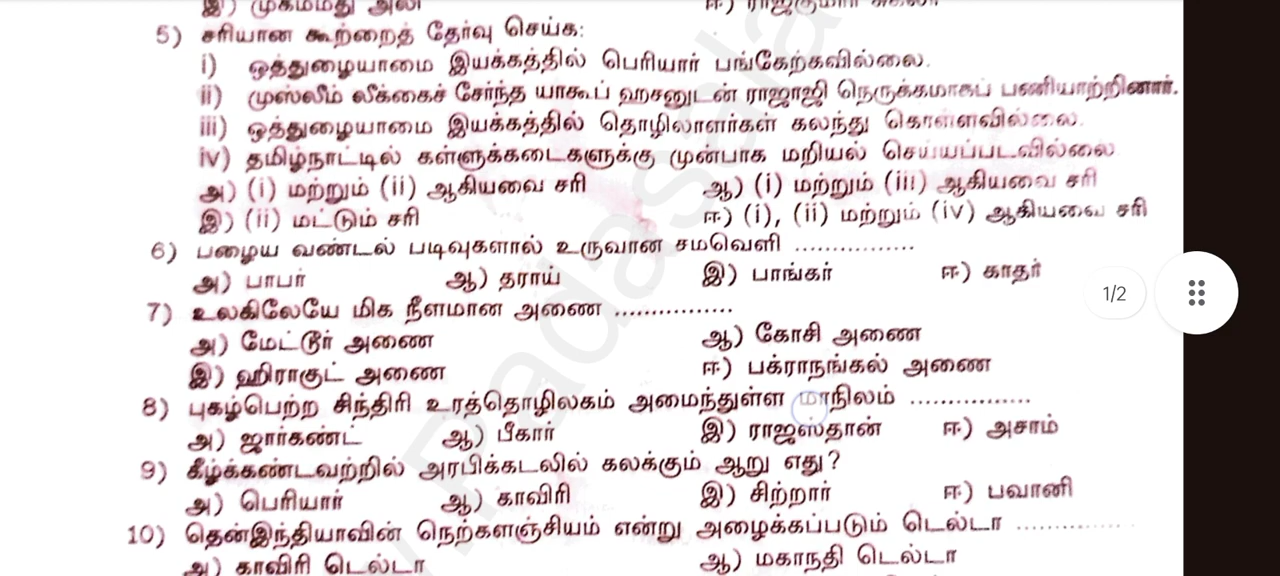 இ) முகம்மது அலி
5) சரியான கூற்றைத் தேர்வு செய்க:
i) ஒத்துழையாமை இயக்கத்தில் பெரியார் பங்கேற்கவில்லை.
ii) முஸ்லீம் லீக்கைச் சேர்ந்த யாகூப் ஹசனுடன் ராஜாஜி நெருக்கமாகப் பணியாற்றினார்.
iii) ஒத்துழையாமை இயக்கத்தில் தொழிலாளர்கள் கலந்து கொள்ளவில்லை.
iv) தமிழ்நாட்டில் கள்ளுக்கடைகளுக்கு முன்பாக மறியல் செய்யப்படவில்லை
அ) (i) மற்றும் (ii) ஆகியவை சரி ஆ) (i) மற்றும் (iii) ஆகியவை சரி
இ) (ii) மட்டும் சரி ஈ) (i), (ii) மற்றும் (iv) ஆகியவை சரி
6) பழைய வண்டல் படிவுகளால் உருவான சமவெளி ................
அ) பாபர் ஆ) தராய் இ) பாங்கர் ஈ) காதர்
7) உலகிலேயே மிக நீளமான அணை ................
அ) மேட்டூர் அணை ஆ) கோசி அணை
இ) ஹிராகுட் அணை ஈ) பக்ராநங்கல் அணை
8) புகழ்பெற்ற சிந்திரி உரத்தொழிலகம் அமைந்துள்ள மாநிலம் ................
அ) ஜார்கண்ட் ஆ) பீகார் இ) ராஜஸ்தான் ஈ) அசாம்
9) கீழ்க்கண்டவற்றில் அரபிக்கடலில் கலக்கும் ஆறு எது?
அ) பெரியார் ஆ) காவிரி இ) சிற்றார் ஈ) பவானி
10) தென்இந்தியாவின் நெற்களஞ்சியம் என்று அழைக்கப்படும் டெல்டா ................
அ) காவிரி டெல்டா ஆ) மகாநதி டெல்டா
1/2